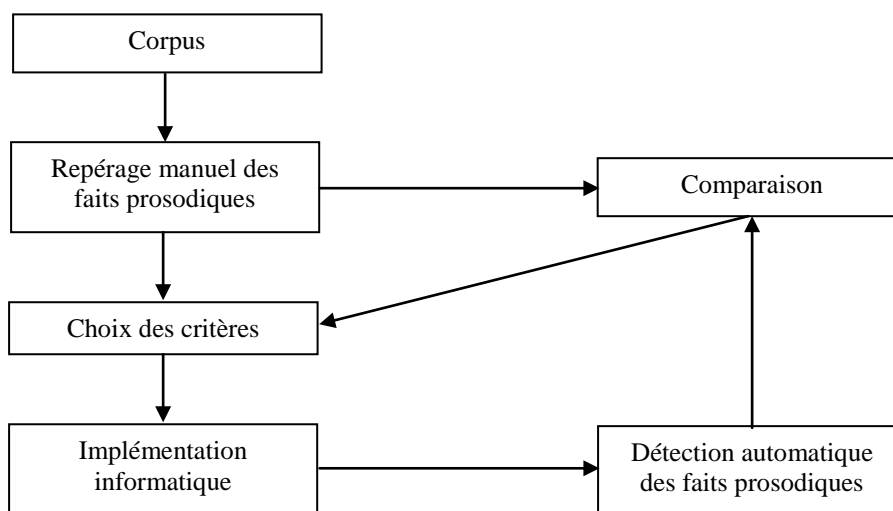 Corpus
Repérage manuel des
faits prosodiques
Comparaison
Choix des critères
Implémentation
informatique
Détection automatique
des faits prosodiques